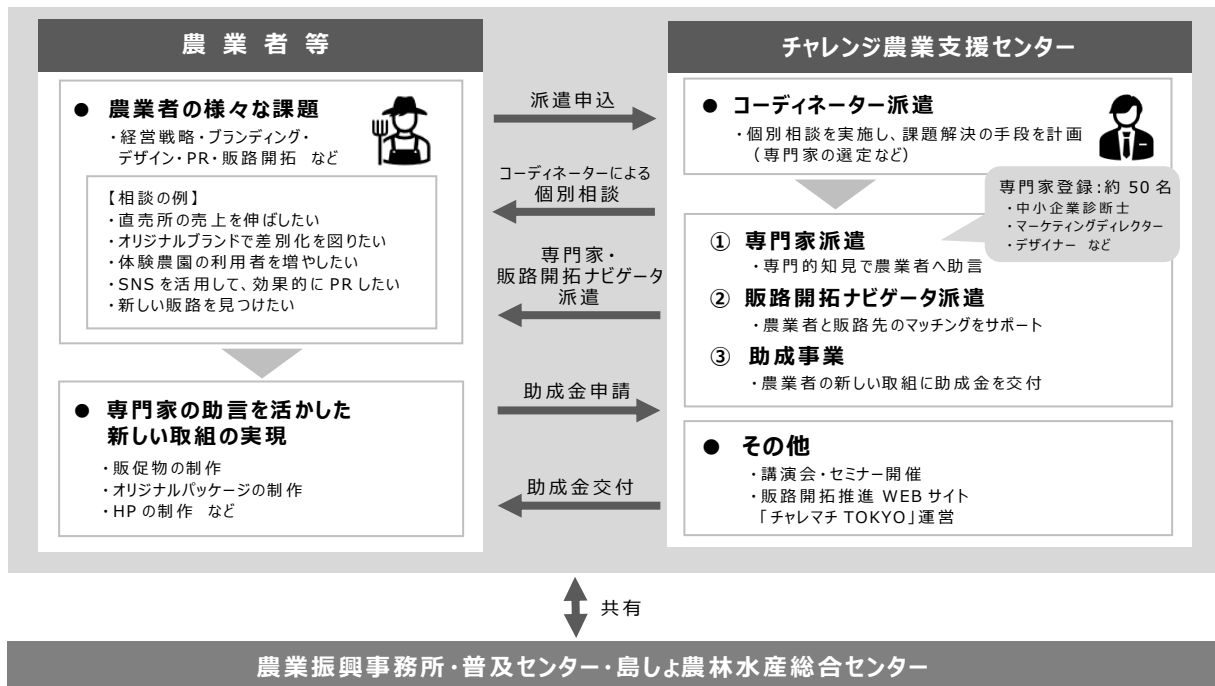 農業者等
● 農業者の様々な課題
・経営戦略・ブランディング・
デザイン・PR・販路開拓 など
【相談の例】
・直売所の売上を伸ばしたい
・オリジナルブランドで差別化を図りたい
・体験農園の利用者を増やしたい
・SNSを活用して、効果的にPRしたい
・新しい販路を見つけたい
● 専門家の助言を活かした
新しい取組の実現
・販促物の制作
・オリジナルパッケージの制作
・HPの制作 など
派遣申込
コーディネーターによる
個別相談
専門家・
販路開拓ナビゲータ
派遣
助成金申請
助成金交付
チャレンジ農業支援センター
● コーディネーター派遣
・個別相談を実施し、課題解決の手段を計画
（専門家の選定など）
専門家登録:約50名
・中小企業診断士
・マーケティングディレクター
・デザイナー など
① 専門家派遣
・専門的知見で農業者へ助言
② 販路開拓ナビゲータ派遣
・農業者と販路先のマッチングをサポート
③ 助成事業
・農業者の新しい取組に助成金を交付
● その他
・講演会・セミナー開催
・販路開拓推進 WEBサイト
「チャレマチTOKYO」運営
共有
農業振興事務所・普及センター・島しょ農林水産総合センター